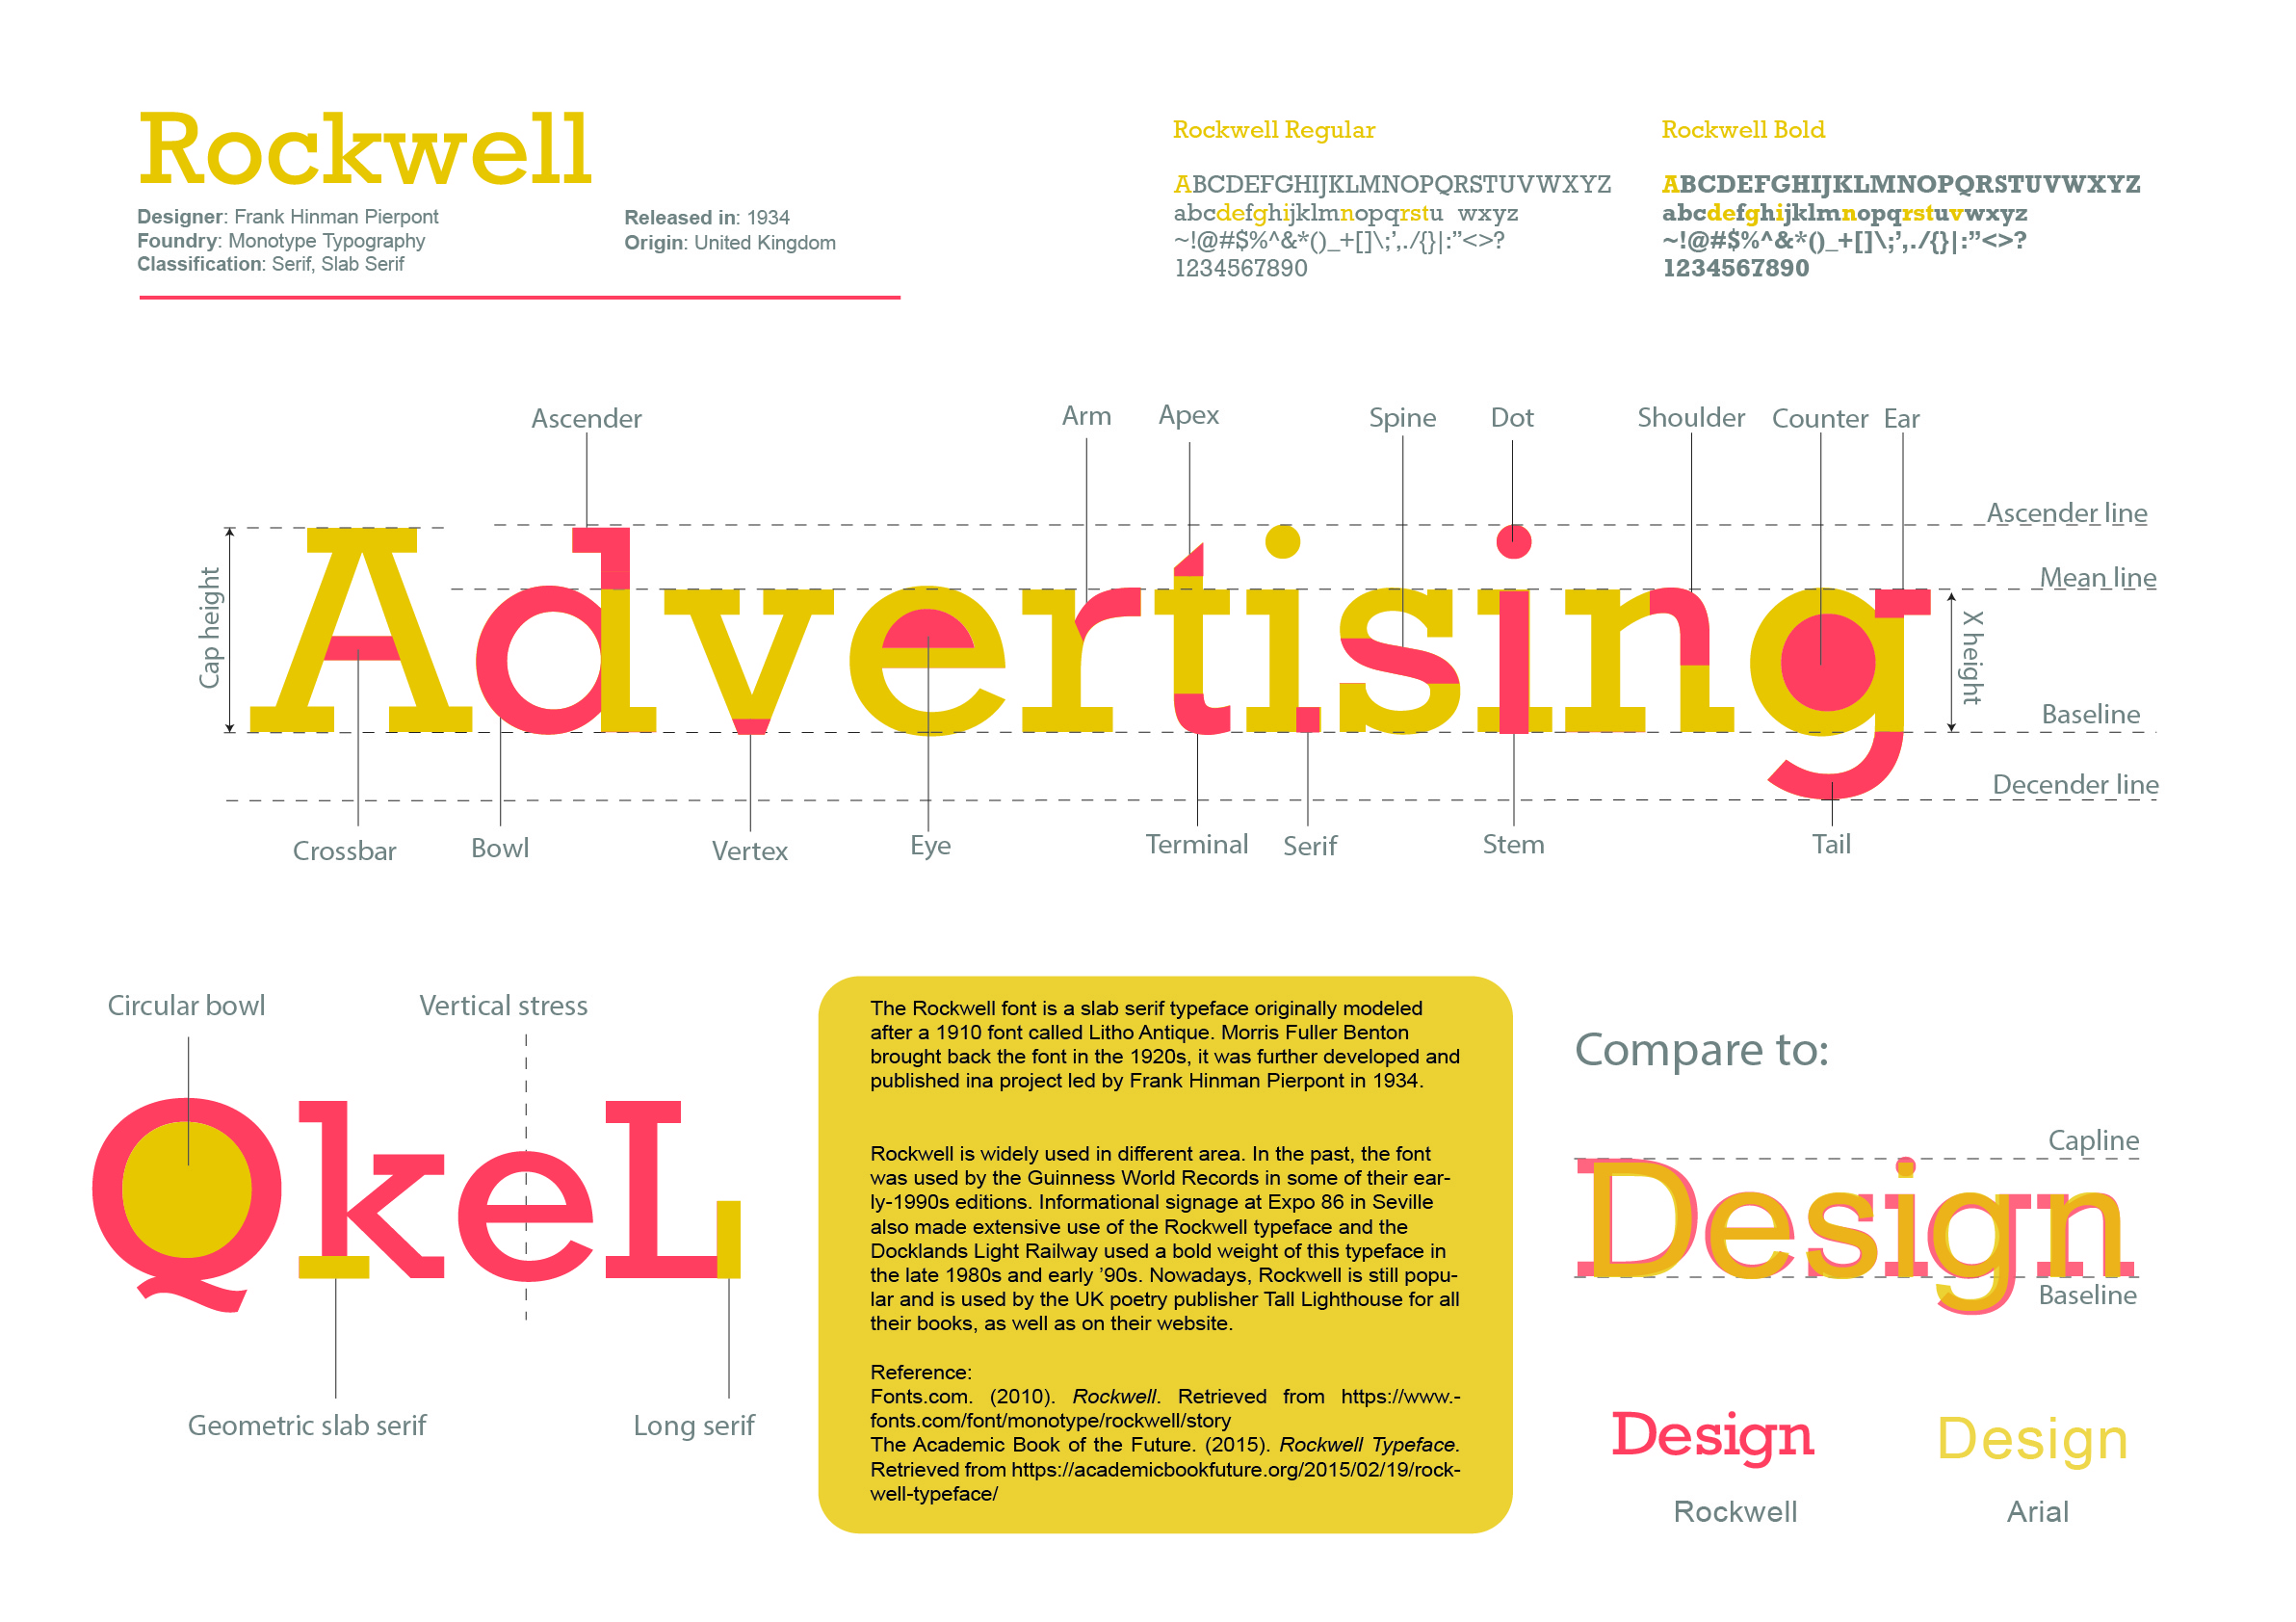 Rockwell
Designer: Frank Hinman Pierpont
Foundry: Monotype Typography
Classification: Serif, Slab Serif
Released in: 1934
Origin: United Kingdom
Rockwell Regular
ABCDEFGHIJKLMNOPQRSTUVWXYZ
abcdefghijklmnopqrstu wxyz
~!@#$%^&*()_+[]\;’,./{}|:”<>?
1234567890
Rockwell Bold
ABCDEFGHIJKLMNOPQRSTUVWXYZ
abcdefghijklmnopqrstuvwxyz
~!@#$%^&*()_+[]\;’,./{}|:”<>?
1234567890
Ascender
Arm
Apex
Spine
Dot
Shoulder
Counter
Ear
Cap height
Advertising
Ascender line
Mean line
X height
Baseline
Decender line
Crossbar
Bowl
Vertex
Eye
Terminal
Serif
Stem
Tail
Circular bowl
Vertical stress
QkeL
Geometric slab serif
Long serif
The Rockwell font is a slab serif typeface originally modeled
after a 1910 font called Litho Antique. Morris Fuller Benton
brought back the font in the 1920s, it was further developed and
published ina project led by Frank Hinman Pierpont in 1934.
Rockwell is widely used in different area. In the past, the font
was used by the Guinness World Records in some of their ear-
ly-1990s editions. Informational signage at Expo 86 in Seville
also made extensive use of the Rockwell typeface and the
Docklands Light Railway used a bold weight of this typeface in
the late 1980s and early ’90s. Nowadays, Rockwell is still popu-
lar and is used by the UK poetry publisher Tall Lighthouse for all
their books, as well as on their website.
Reference:
Fonts.com. (2010). Rockwell. Retrieved from https://www.-
fonts.com/font/monotype/rockwell/story
The Academic Book of the Future. (2015). Rockwell Typeface.
Retrieved from https://academicbookfuture.org/2015/02/19/rock-
well-typeface/
Compare to:
Capline
Design
Baseline
Design
Design
Rockwell
Arial